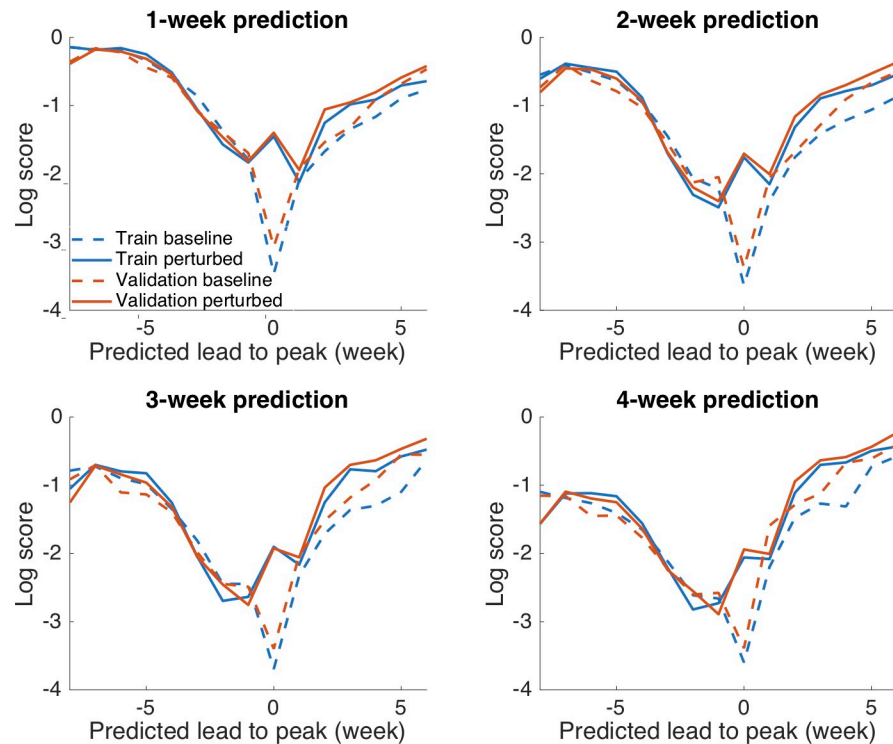 1-week prediction
0
-1
-2
-3
-4
Log score
Train baseline
Train perturbed
Validation baseline
Validation perturbed
-5
0
5
Predicted lead to peak (week)
2-week prediction
0
-1
-2
-3
-4
Log score
-5
0
5
Predicted lead to peak (week)
3-week prediction
0
-1
-2
-3
-4
Log score
-5
0
5
Predicted lead to peak (week)
4-week prediction
0
-1
-2
-3
-4
Log score
-5
0
5
Predicted lead to peak (week)